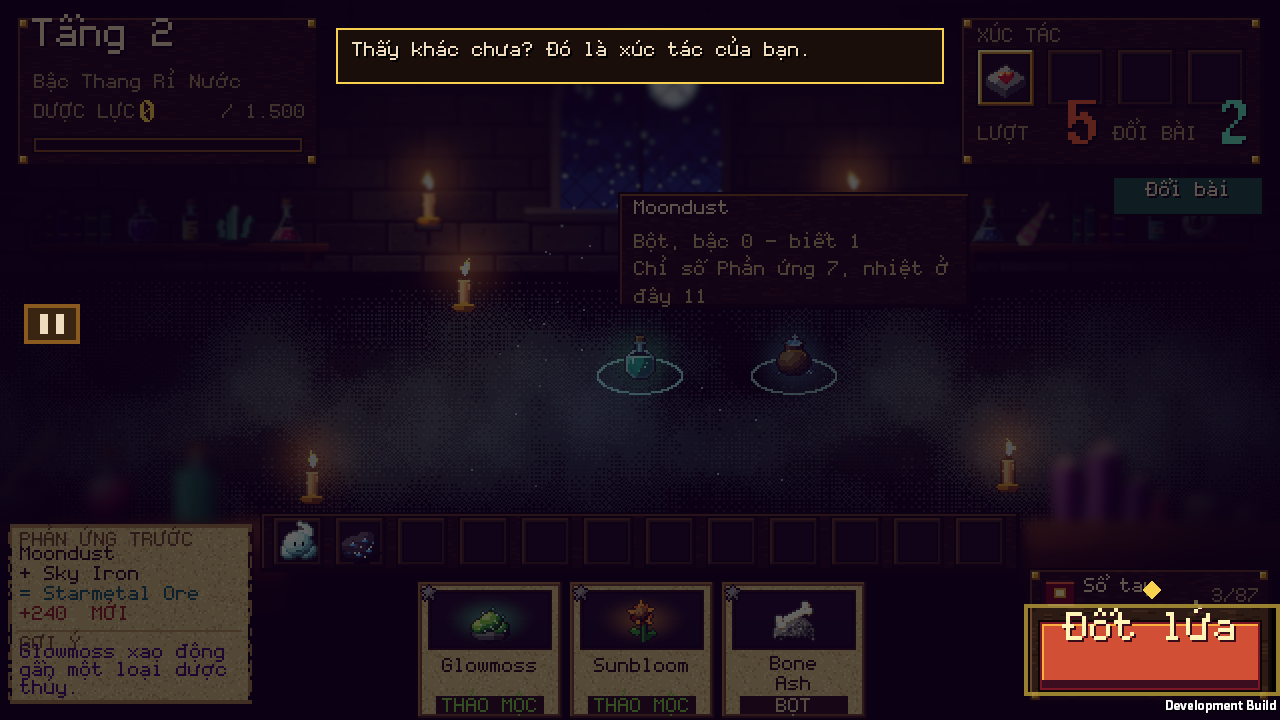 Tầng 2
Bậc Thang Rỉ Nước
DƯỢC LỰC 0 / 1.500
Thấy khác chưa? Đó là xúc tác của bạn.
XÚC TÁC
LƯỢT 5 ĐỔI BÀI 2
Đổi bài
Moondust
Bột, bậc 0 – biết 1
Chỉ số Phản ứng 7, nhiệt ở
đây 11
PHẢN ỨNG TRƯỚC
Moondust
+ Sky Iron
= Starmetal Ore
+240 MỚI
GỢI Ý
Glowmoss xao động
gần một loại dược
thủy.
Glowmoss
THẢO MỘC
Sunbloom
THẢO MỘC
Bone
Ash
BỘT
Sổ tay
3/87
Đốt lửa
Development Build